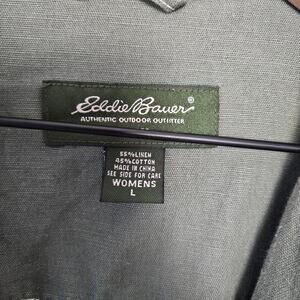 Eddie Bauer®
AUTHENTIC OUTDOOR OUTFITTER
55%LINEN
45%COTTON
MADE IN CHINA
SEE SIDE FOR CARE
WOMENS
L